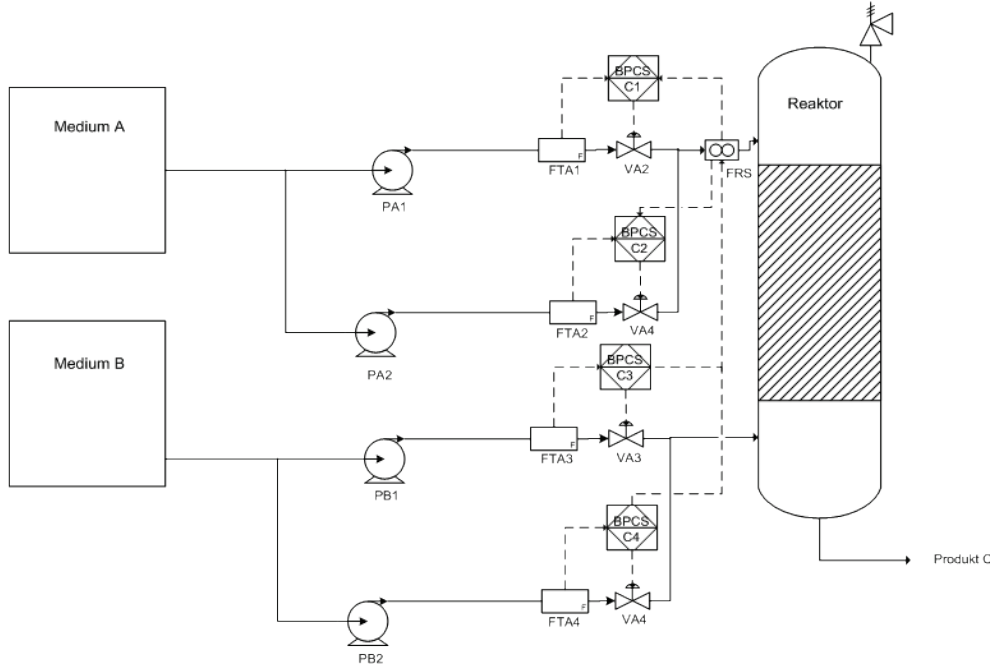 Medium A
PA1
FTA1
F
BPCS
C1
VA2
FRS
Reaktor
PA2
FTA2
F
BPCS
C2
VA4
Medium B
PB1
FTA3
F
BPCS
C3
VA3
PB2
FTA4
F
BPCS
C4
VA4
Produkt